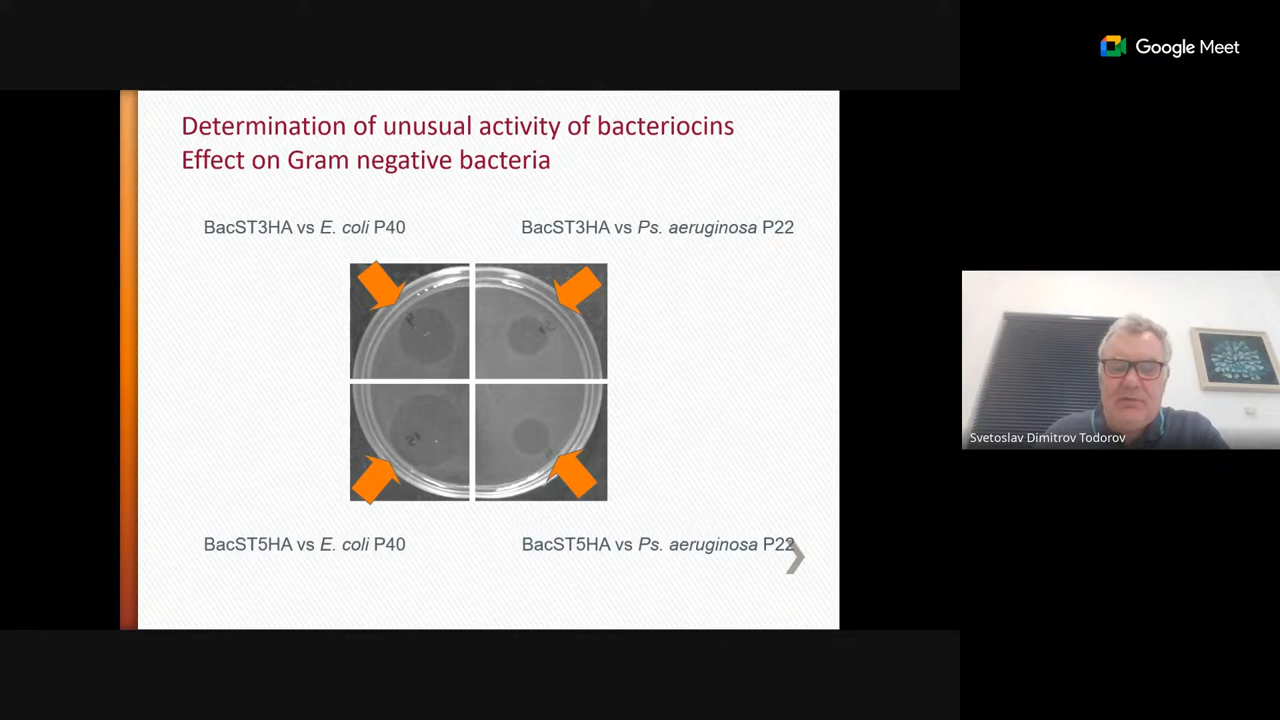 Google Meet
Determination of unusual activity of bacteriocins
Effect on Gram negative bacteria
BacST3HA vs E. coli P40
BacST3HA vs Ps. aeruginosa P22
BacST5HA vs E. coli P40
BacST5HA vs Ps. aeruginosa P22
Svetoslav Dimitrov Todorov